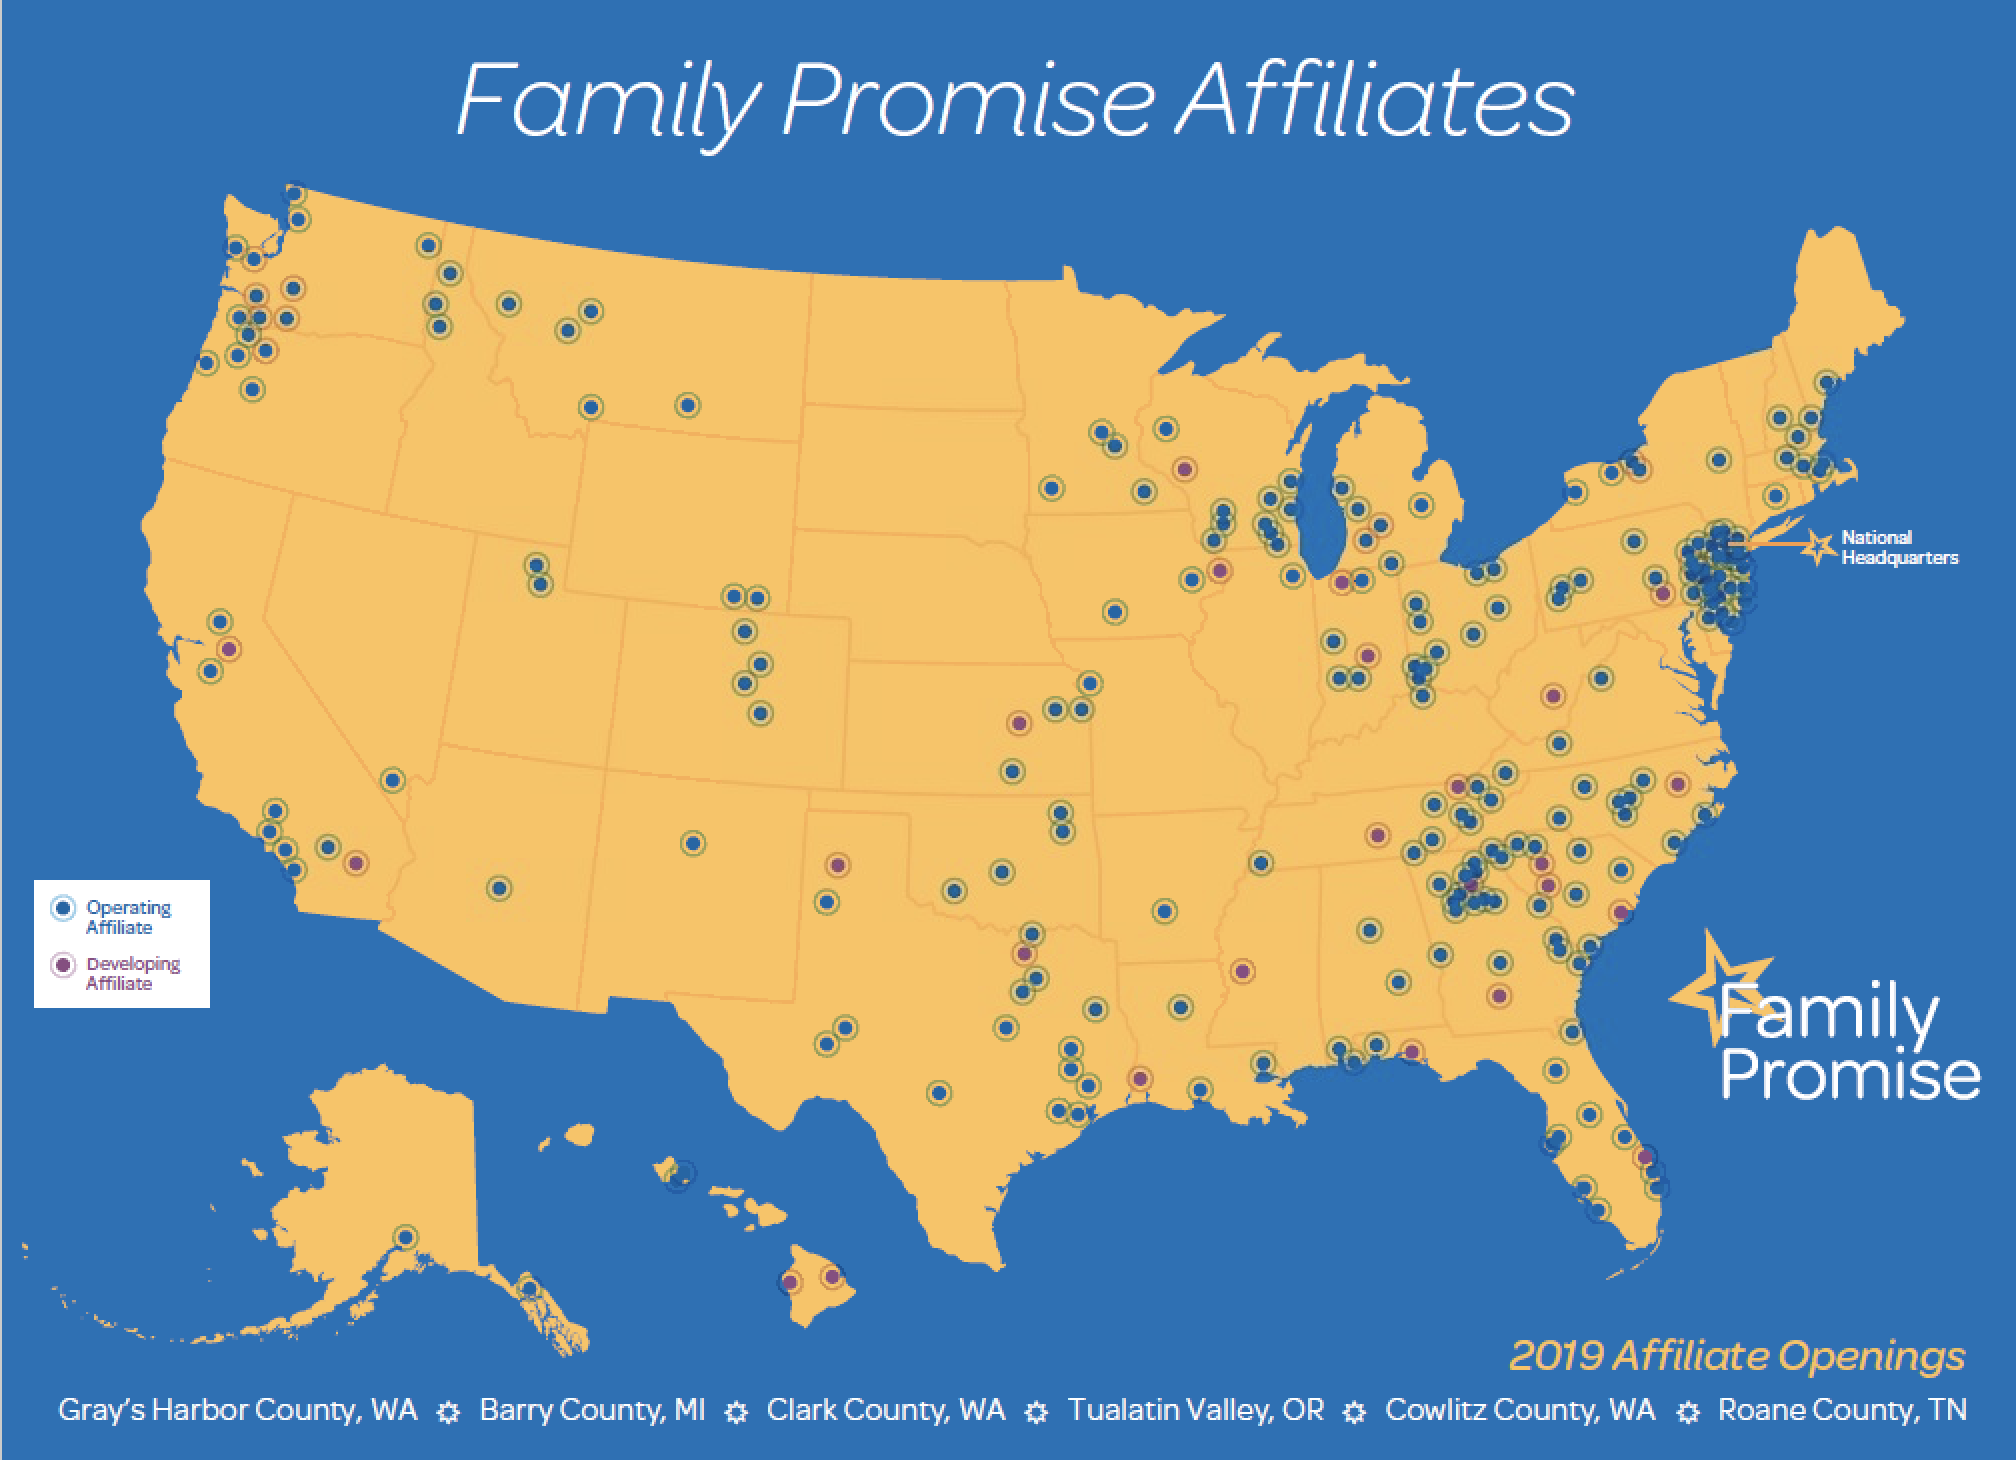 Family Promise Affiliates
National
Headquarters
Operating
Affiliate
Developing
Affiliate
Family
Promise
2019 Affiliate Openings
Gray's Harbor County, WA ✡ Barry County, MI ✡ Clark County, WA ✡ Tualatin Valley, OR ✡ Cowlitz County, WA ✡ Roane County, TN